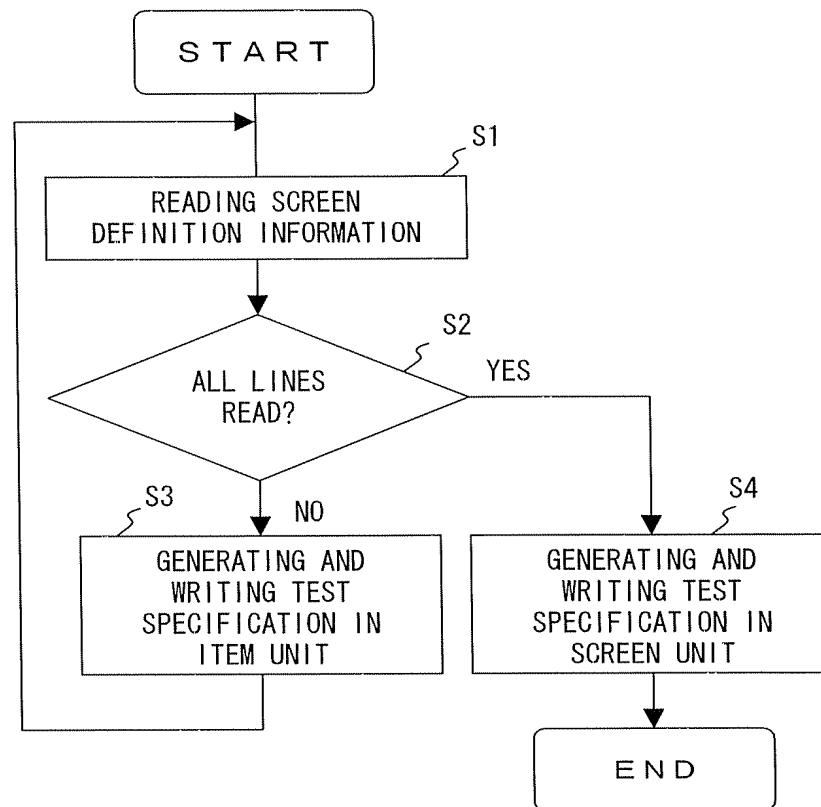 START
S1
READING SCREEN
DEFINITION INFORMATION
S2
ALL LINES
READ?
YES
S3
NO
GENERATING AND
WRITING TEST
SPECIFICATION IN
ITEM UNIT
S4
GENERATING AND
WRITING TEST
SPECIFICATION IN
SCREEN UNIT
END